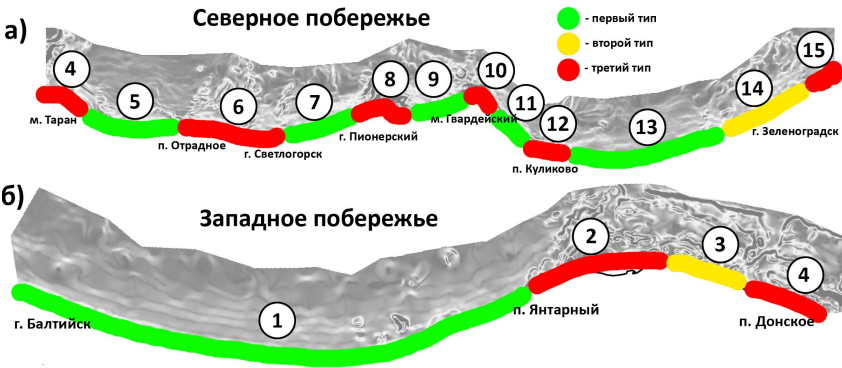 а)
Северное побережье
- первый тип
- второй тип
- третий тип
4
5
6
7
8
9
10
11
12
13
14
15
м. Таран
п. Отрадное
г. Светлогорск
г. Пионерский
м. Гвардейский
п. Куликово
г. Зеленоградск
б)
Западное побережье
1
2
3
4
г. Балтийск
п. Янтарный
п. Донское